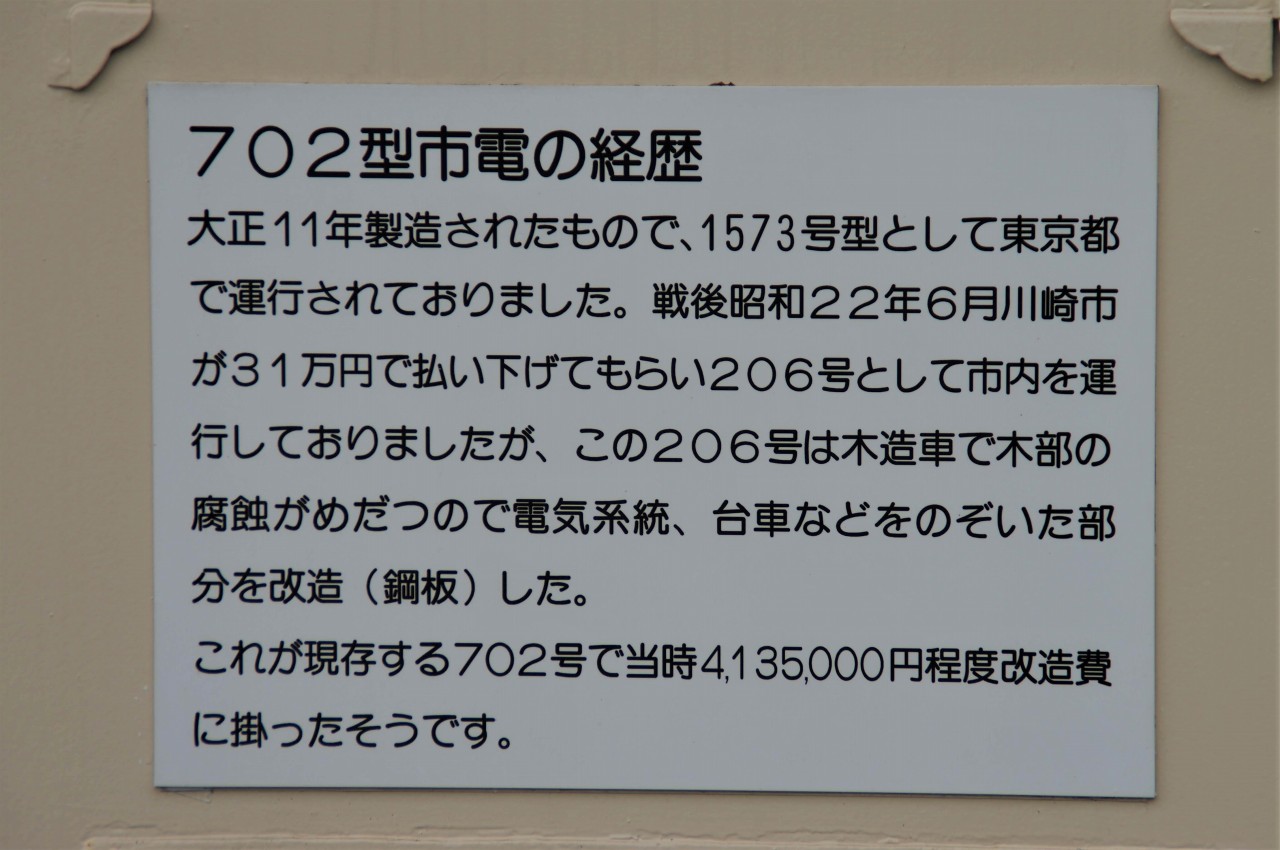 ７０２型市電の経歴
大正１１年製造されたもので、1573号型として東京都
で運行されておりました。戦後昭和２２年６月川崎市
が３１万円で払い下げてもらい２０６号として市内を運
行しておりましたが、この２０６号は木造車で木部の
腐蝕がめだつので電気系統、台車などをのぞいた部
分を改造（鋼板）した。
これが現存する７０２号で当時4,135,000円程度改造費
に掛ったそうです。